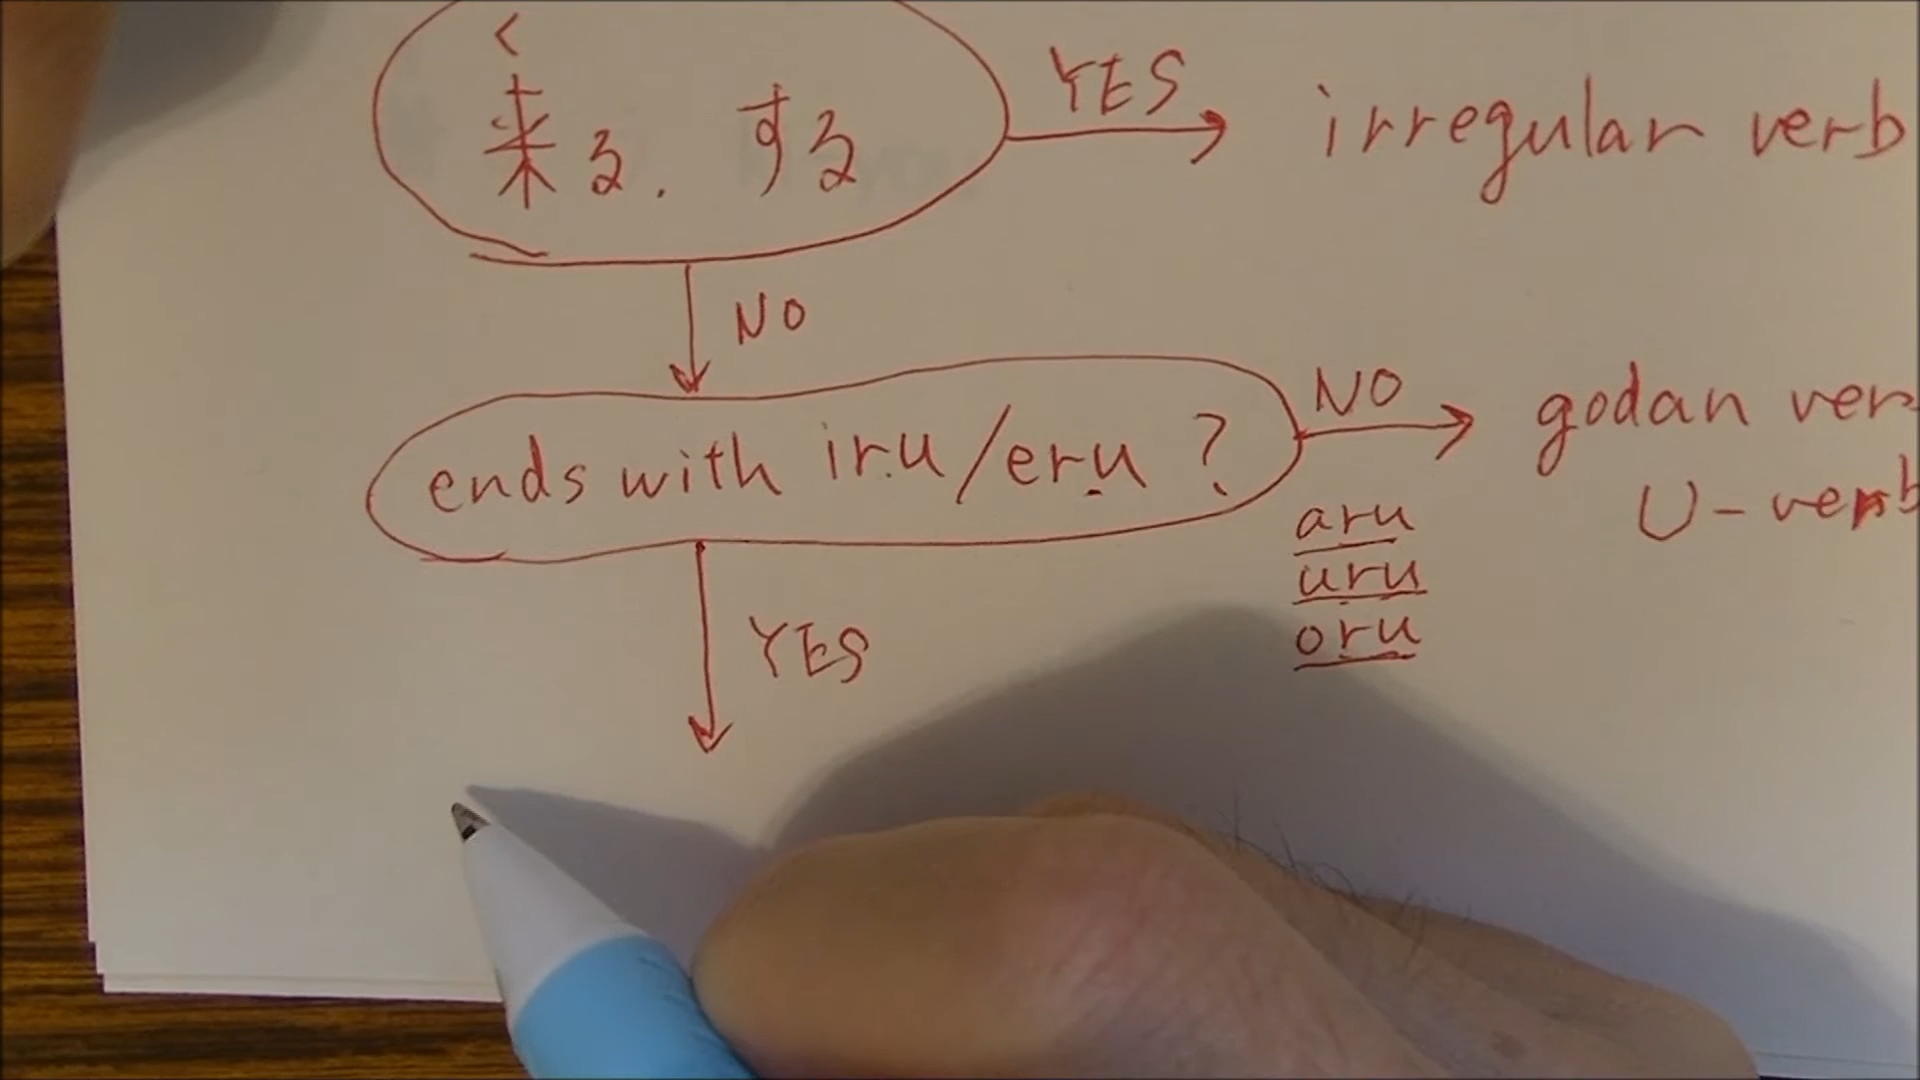 く
来る. する
YES
irregular verb
NO
ends with iru/eru?
NO
godan ver
U-verb
aru
uru
oru
YES